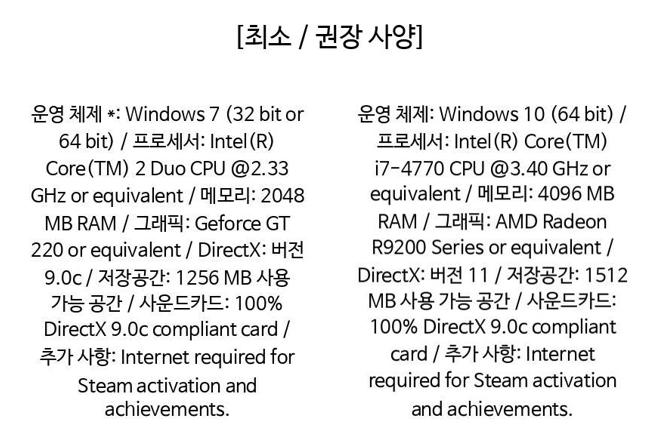 [최소 / 권장 사양]
운영 체제 *: Windows 7 (32 bit or
64 bit) / 프로세서: Intel(R)
Core(TM) 2 Duo CPU @2.33
GHz or equivalent / 메모리: 2048
MB RAM / 그래픽: Geforce GT
220 or equivalent / DirectX: 버전
9.0c / 저장공간: 1256 MB 사용
가능 공간 / 사운드카드: 100%
DirectX 9.0c compliant card /
추가 사항: Internet required for
Steam activation and
achievements.
운영 체제: Windows 10 (64 bit) /
프로세서: Intel(R) Core(TM)
i7-4770 CPU @3.40 GHz or
equivalent / 메모리: 4096 MB
RAM / 그래픽: AMD Radeon
R9200 Series or equivalent /
DirectX: 버전 11 / 저장공간: 1512
MB 사용 가능 공간 / 사운드카드:
100% DirectX 9.0c compliant
card / 추가 사항: Internet
required for Steam activation
and achievements.